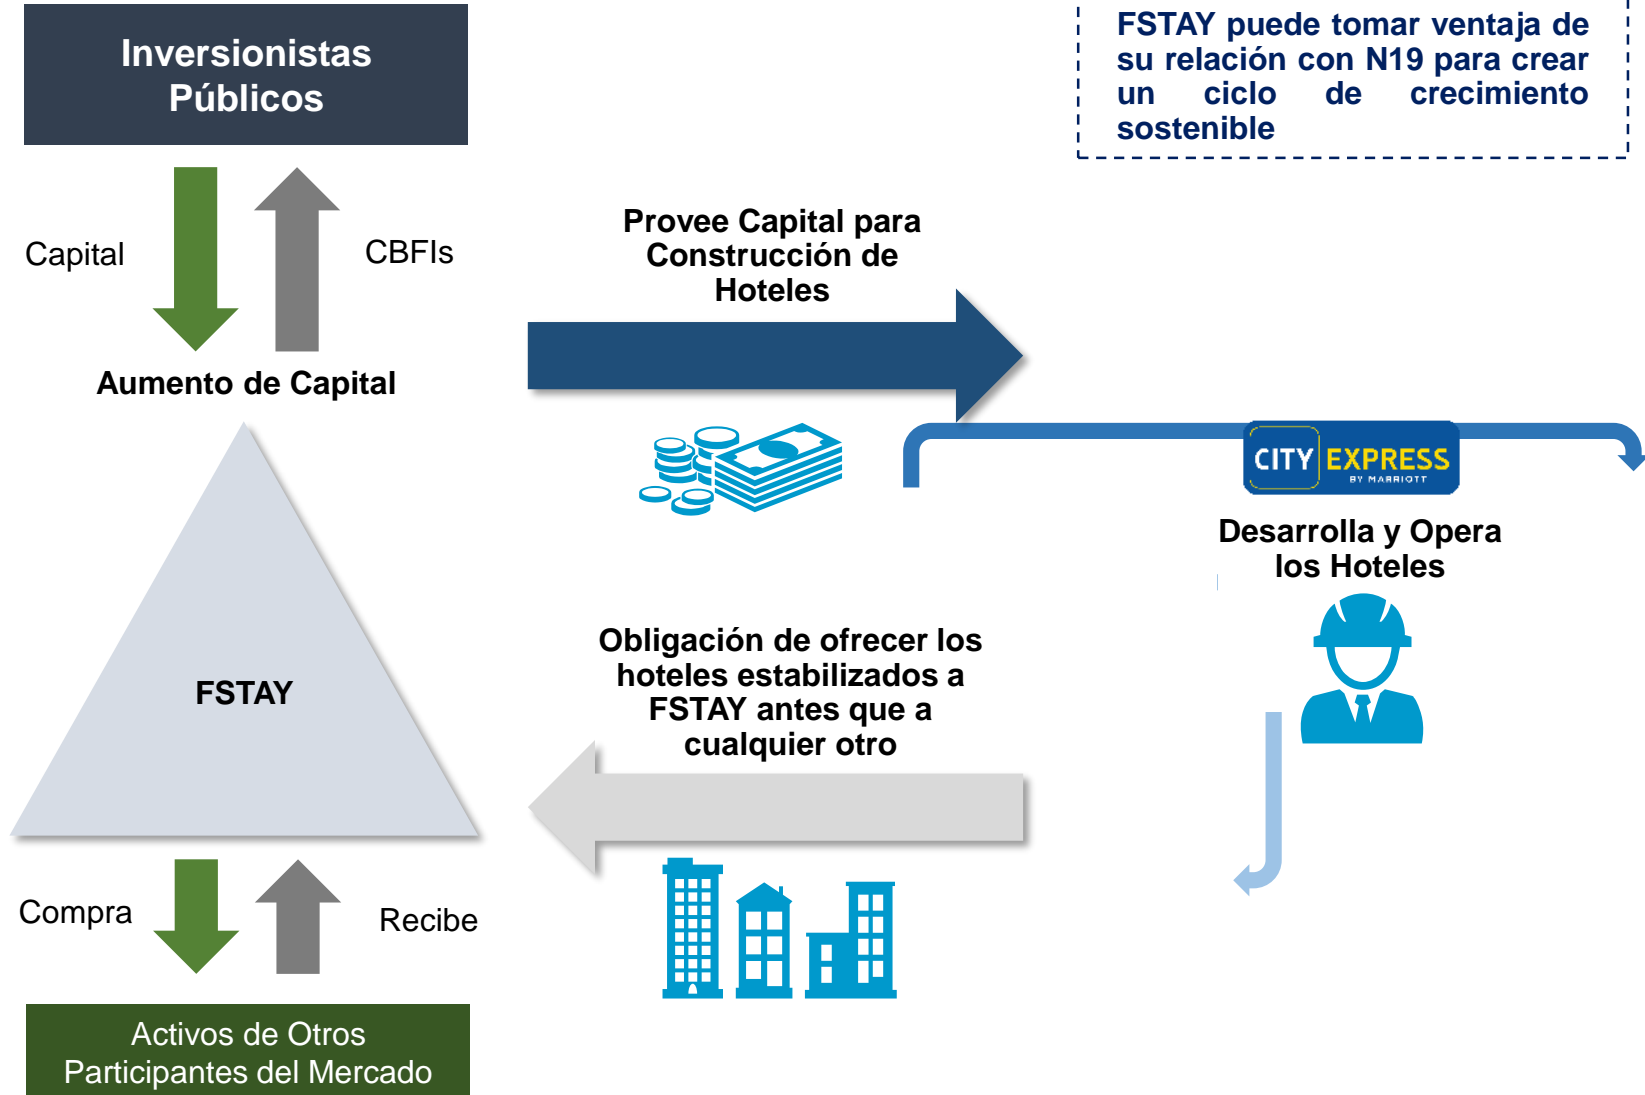 Inversionistas
Públicos
FSTAY puede tomar ventaja de
su relación con N19 para crear
un ciclo de crecimiento
sostenible
Capital
CBFIs
Provee Capital para
Construcción de
Hoteles
Aumento de Capital
CITY EXPRESS
BY MARRIOTT
Desarrolla y Opera
los Hoteles
FSTAY
Obligación de ofrecer los
hoteles estabilizados a
FSTAY antes que a
cualquier otro
Compra
Recibe
Activos de Otros
Participantes del Mercado